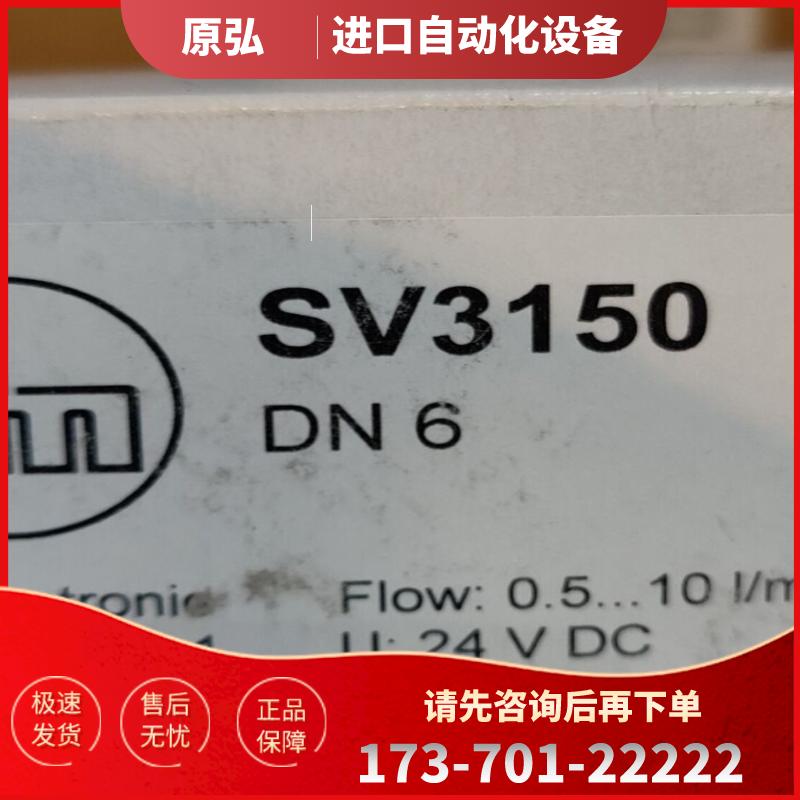 原弘 进口自动化设备
SV3150
DN 6
Flow: 0.5...10 l/m
U: 24 V DC
极速
发货
售后
无忧
正品
保障
请先咨询后再下单
173-701-22222